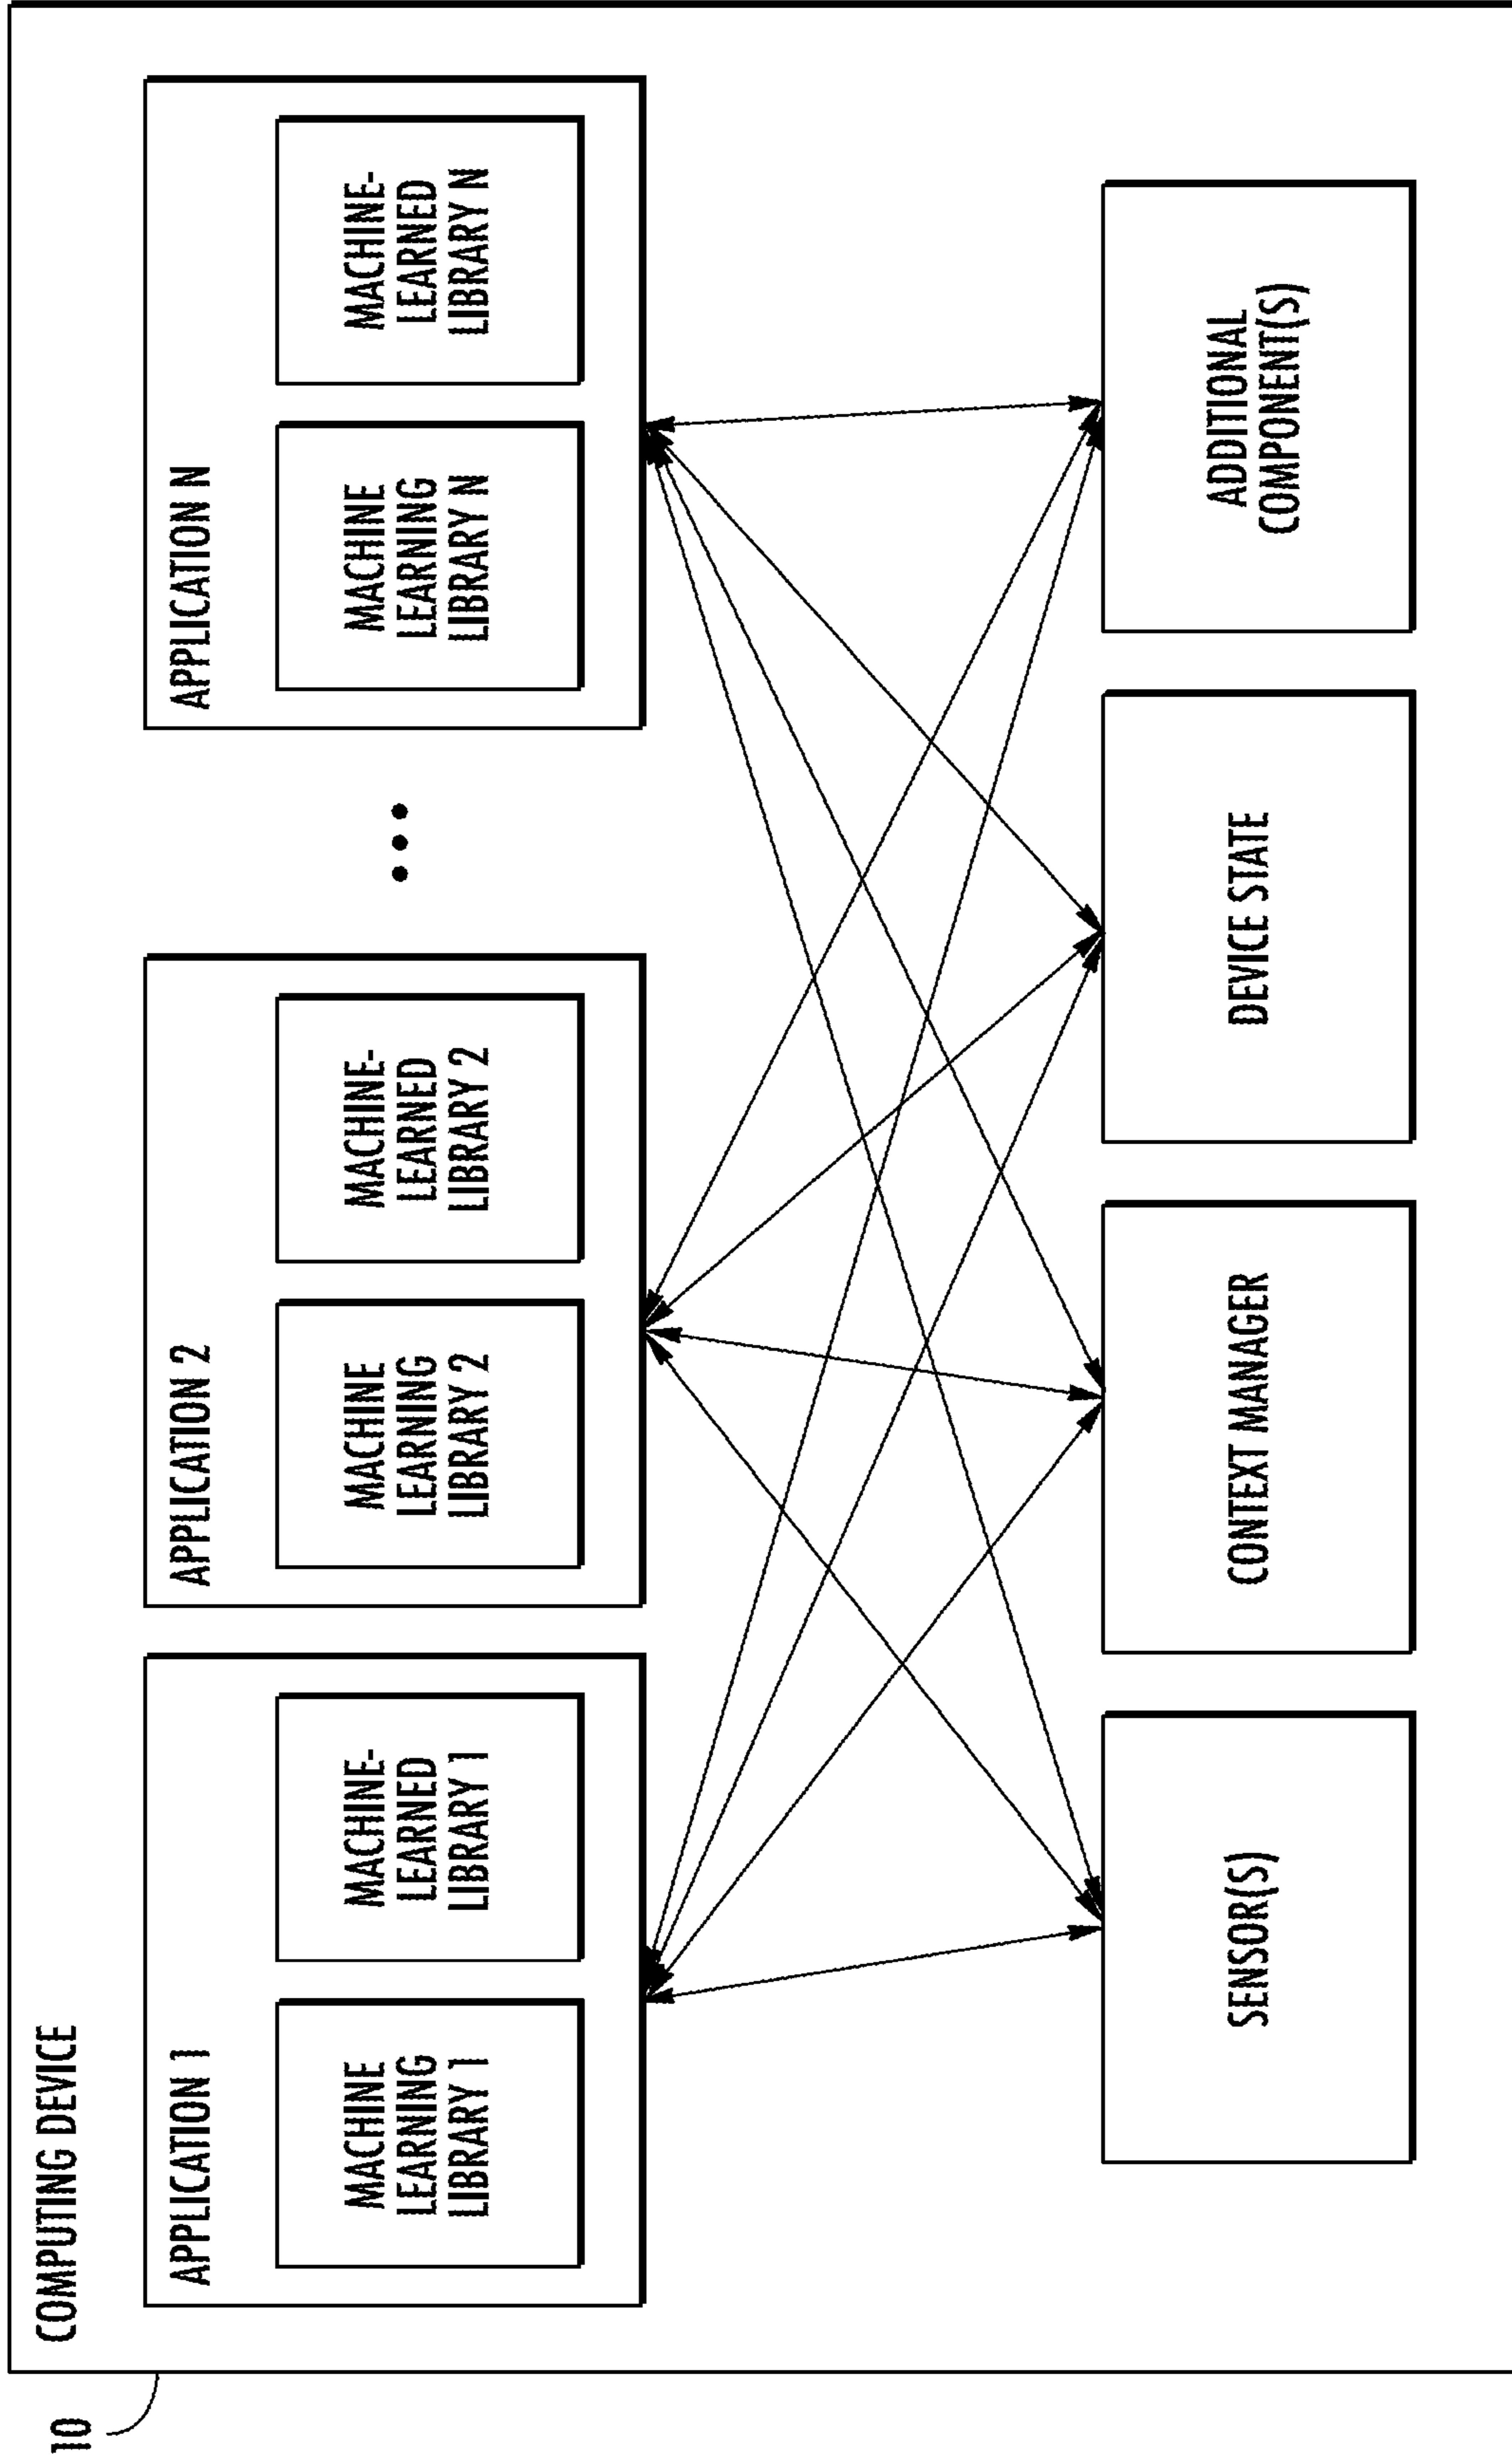 10
COMPUTING DEVICE
APPLICATION 1
MACHINE
LEARNING
LIBRARY 1
MACHINE-
LEARNED
LIBRARY 1
APPLICATION 2
MACHINE
LEARNING
LIBRARY 2
MACHINE-
LEARNED
LIBRARY 2
APPLICATION N
MACHINE
LEARNING
LIBRARY N
MACHINE-
LEARNED
LIBRARY N
SENSOR(S)
CONTEXT MANAGER
DEVICE STATE
ADDITIONAL
COMPONENT(S)